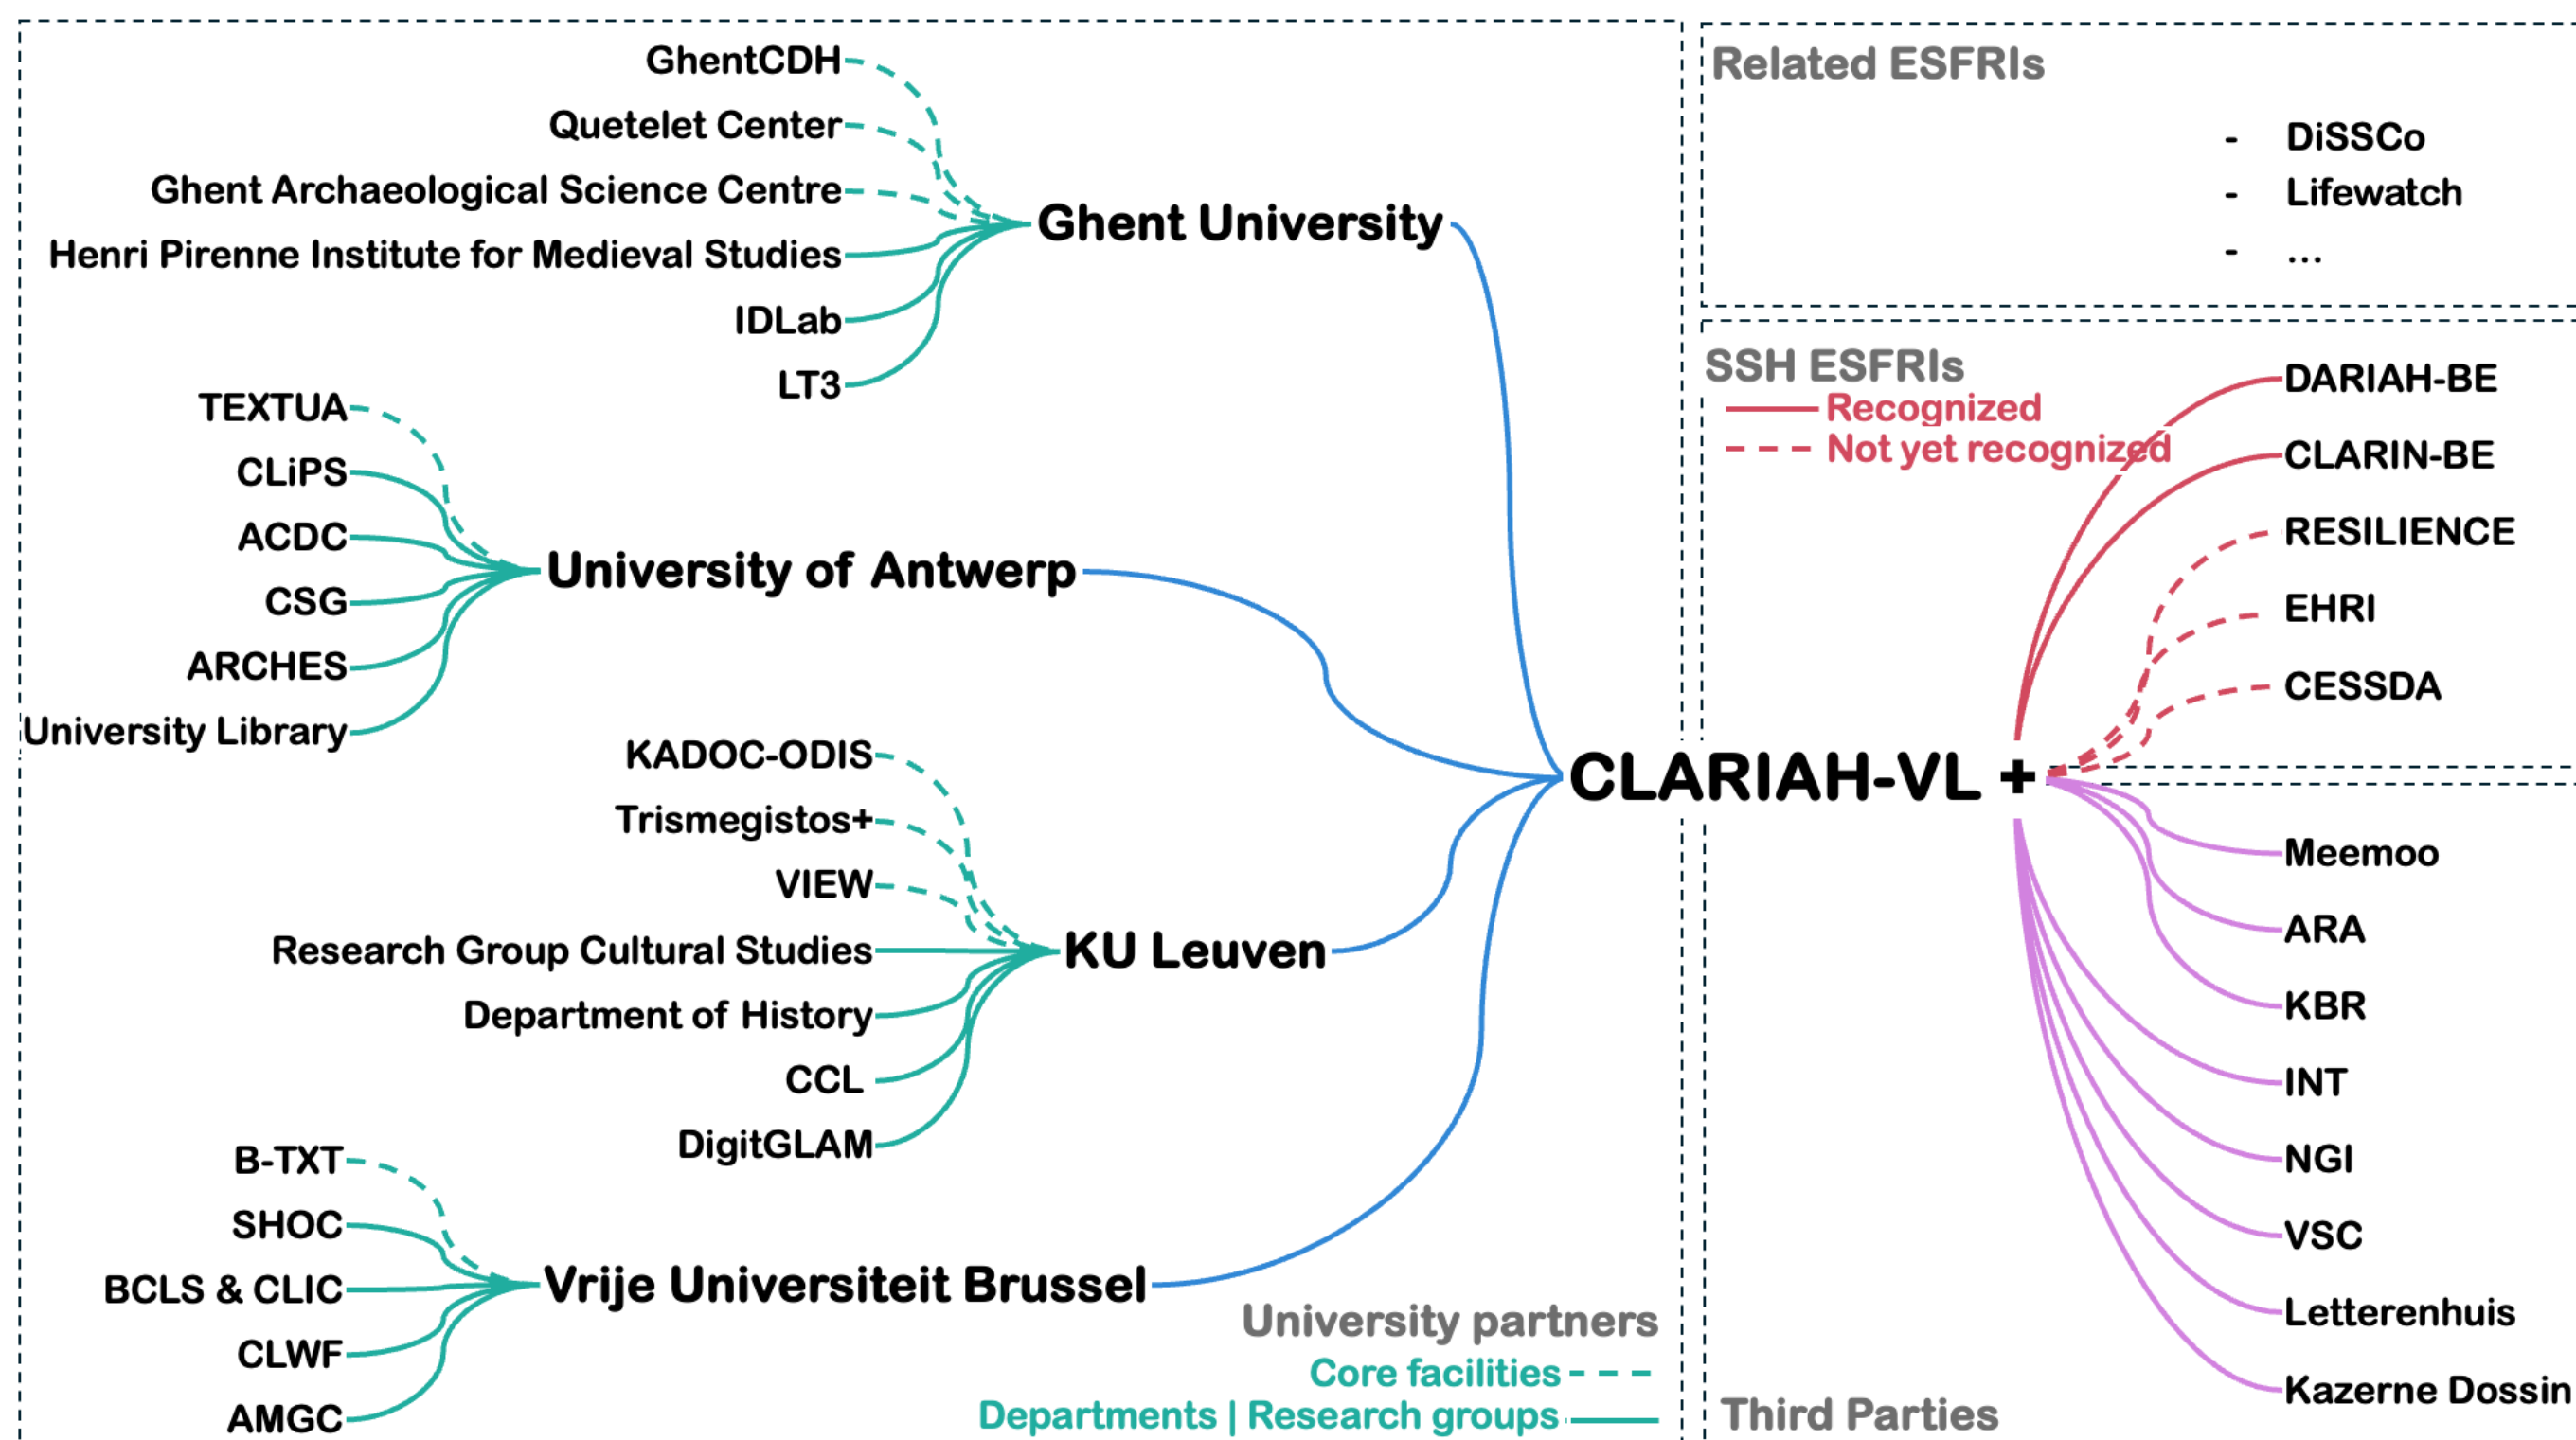 GhentCDH
Quetelet Center
Ghent Archaeological Science Centre
Henri Pirenne Institute for Medieval Studies
IDLab
LT3
Ghent University
TEXTUA
CLiPS
ACDC
CSG
ARCHES
University Library
University of Antwerp
KADOC-ODIS
Trismegistos+
VIEW
Research Group Cultural Studies
Department of History
CCL
DigitGLAM
KU Leuven
B-TXT
SHOC
BCLS & CLIC
CLWF
AMGC
Vrije Universiteit Brussel
University partners
Core facilities
Departments | Research groups
CLARIAH-VL +
Related ESFRIs
- DiSSCo
- Lifewatch
- ...
SSH ESFRIs
Recognized
Not yet recognized
DARIAH-BE
CLARIN-BE
RESILIENCE
EHRI
CESSDA
Meemoo
ARA
KBR
INT
NGI
VSC
Letterenhuis
Kazerne Dossin
Third Parties